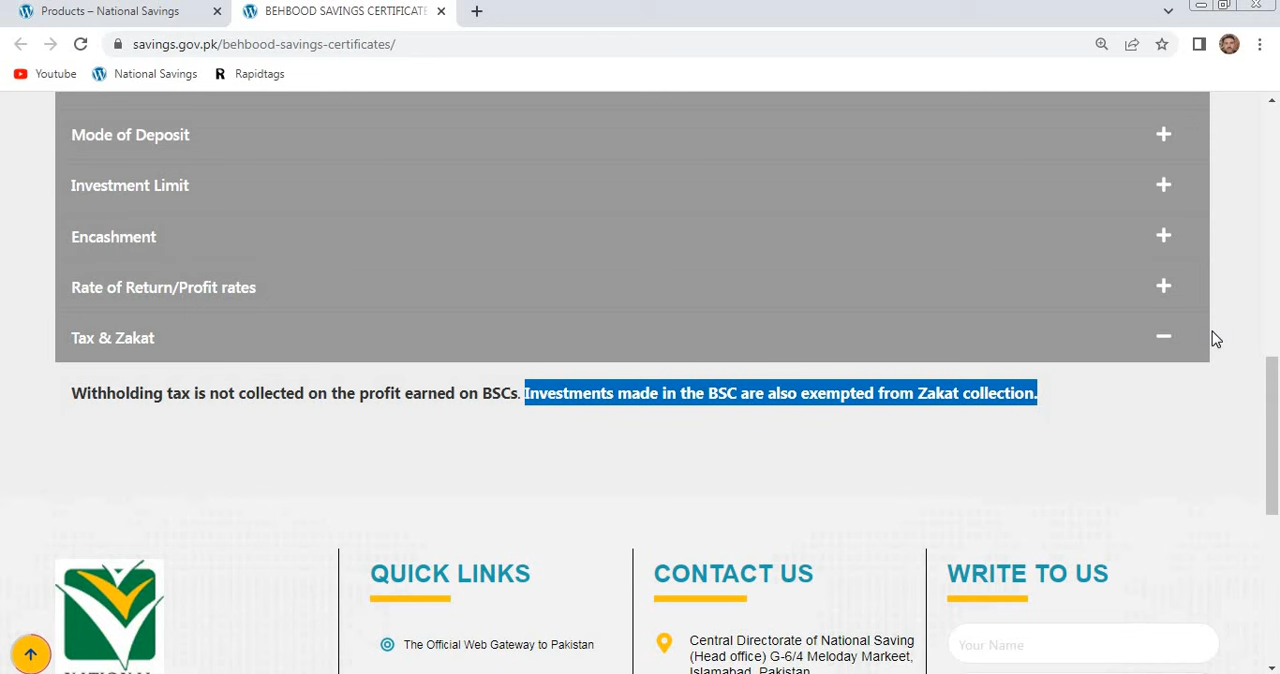 Products – National Savings
BEHBOOD SAVINGS CERTIFICATE
savings.gov.pk/behbood-savings-certificates/
Youtube
National Savings
R Rapidtags
Mode of Deposit
Investment Limit
Encashment
Rate of Return/Profit rates
Tax & Zakat
Withholding tax is not collected on the profit earned on BSCs. Investments made in the BSC are also exempted from Zakat collection.
QUICK LINKS
CONTACT US
WRITE TO US
The Official Web Gateway to Pakistan
Central Directorate of National Saving
(Head office) G-6/4 Meloday Markeet,
Islamabad, Pakistan
Your Name
NATIONAL